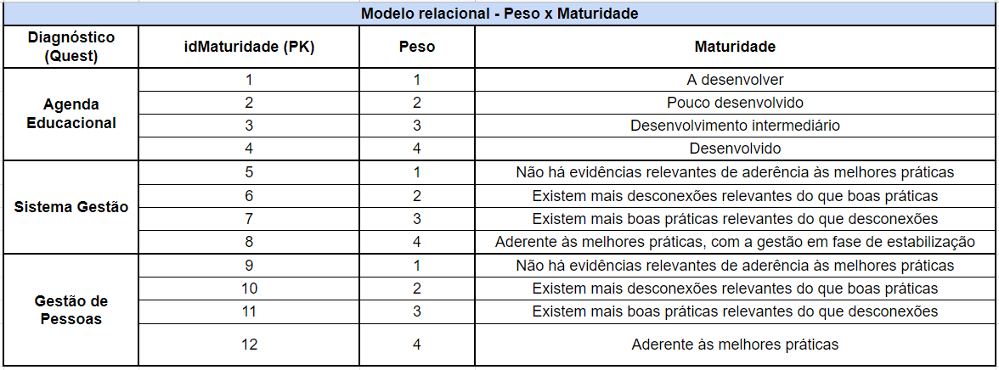 Modelo relacional - Peso x Maturidade
Diagnóstico (Quest) idMaturidade (PK) Peso Maturidade
Agenda Educacional
1 1 A desenvolver
2 2 Pouco desenvolvido
3 3 Desenvolvimento intermediário
4 4 Desenvolvido
Sistema Gestão
5 1 Não há evidências relevantes de aderência às melhores práticas
6 2 Existem mais desconexões relevantes do que boas práticas
7 3 Existem mais boas práticas relevantes do que desconexões
8 4 Aderente às melhores práticas, com a gestão em fase de estabilização
Gestão de Pessoas
9 1 Não há evidências relevantes de aderência às melhores práticas
10 2 Existem mais desconexões relevantes do que boas práticas
11 3 Existem mais boas práticas relevantes do que desconexões
12 4 Aderente às melhores práticas